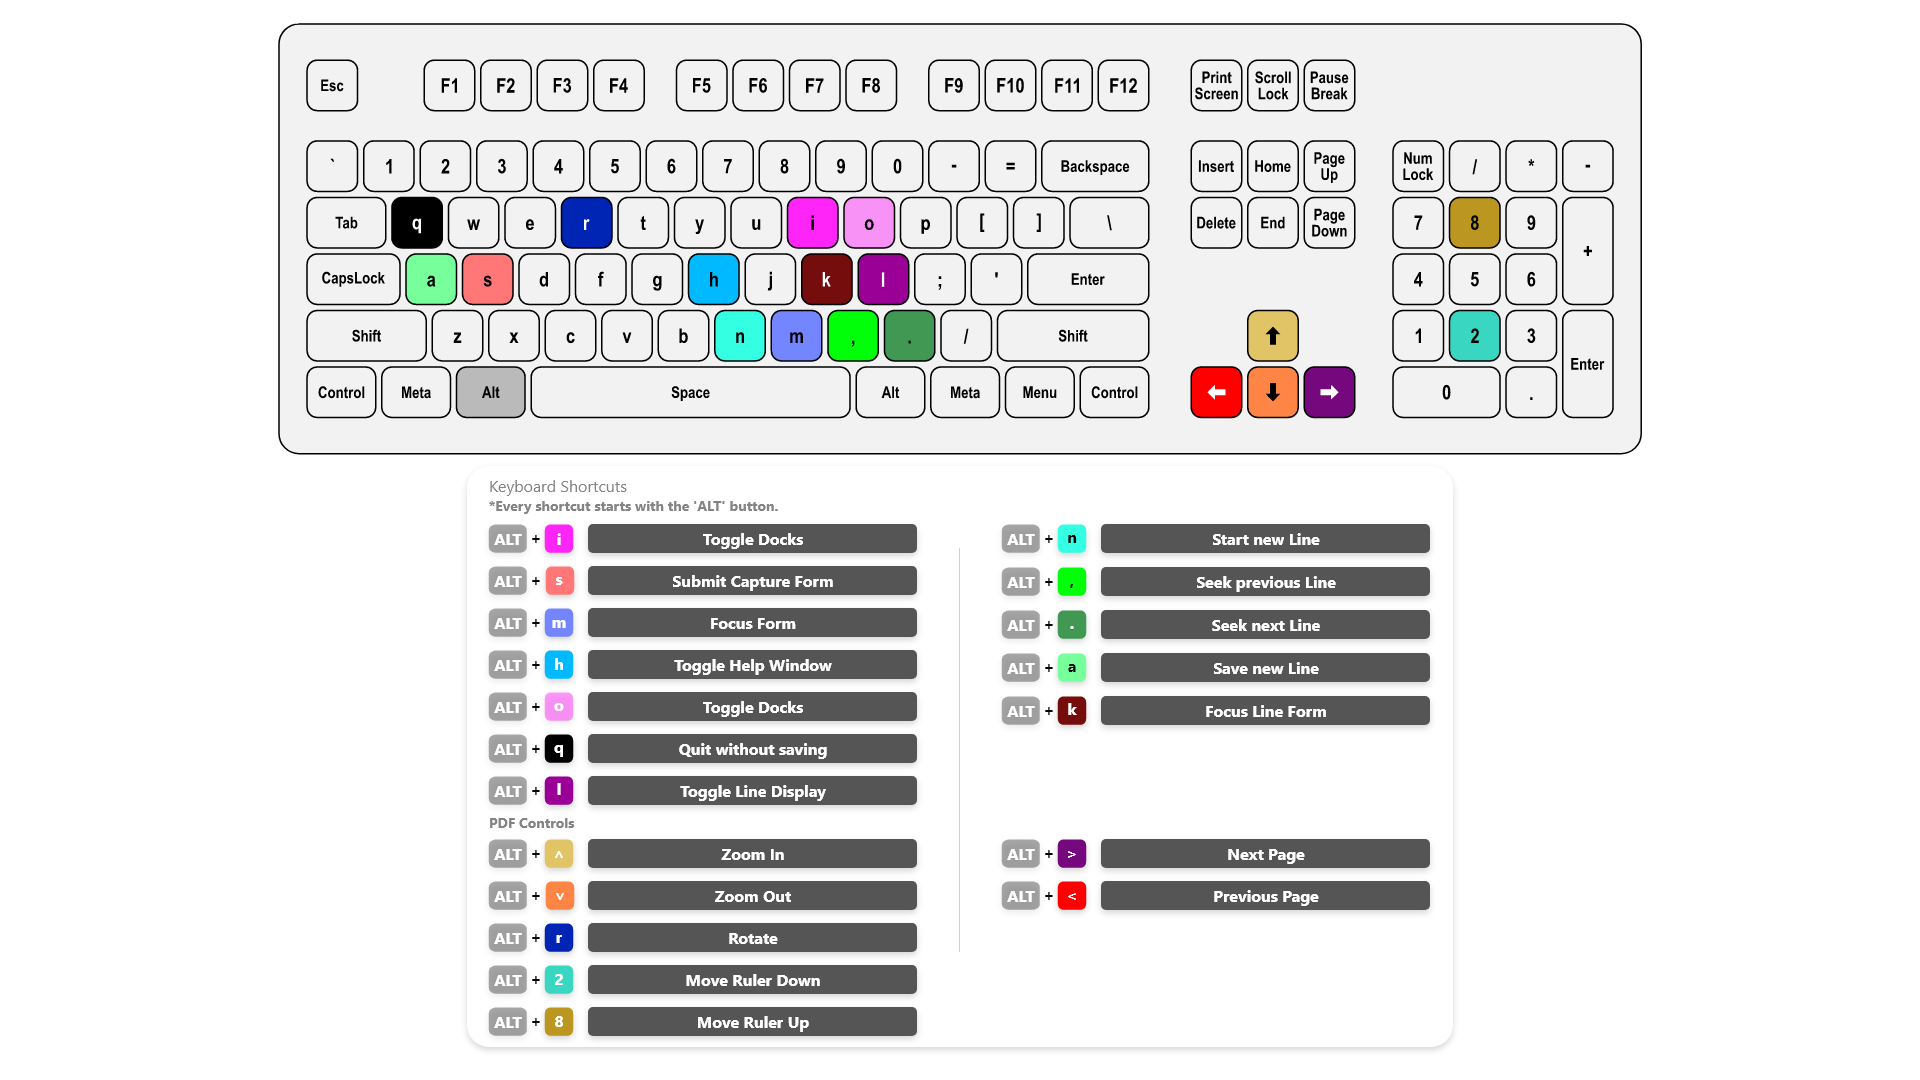 Esc F1 F2 F3 F4 F5 F6 F7 F8 F9 F10 F11 F12 Print Screen Scroll Lock Pause Break
` 1 2 3 4 5 6 7 8 9 0 - = Backspace Insert Home Page Up Num Lock / * -
Tab q w e r t y u i o p [ ] \ Delete End Page Down 7 8 9 +
CapsLock a s d f g h j k l ; ' Enter 4 5 6
Shift z x c v b n m , . / Shift 1 2 3 Enter
Control Meta Alt Space Alt Meta Menu Control 0 .
Keyboard Shortcuts
*Every shortcut starts with the 'ALT' button.
ALT + i Toggle Docks
ALT + s Submit Capture Form
ALT + m Focus Form
ALT + h Toggle Help Window
ALT + o Toggle Docks
ALT + q Quit without saving
ALT + l Toggle Line Display
ALT + n Start new Line
ALT + , Seek previous Line
ALT + . Seek next Line
ALT + a Save new Line
ALT + k Focus Line Form
PDF Controls
ALT + ^ Zoom In
ALT + v Zoom Out
ALT + r Rotate
ALT + 2 Move Ruler Down
ALT + 8 Move Ruler Up
ALT + > Next Page
ALT + < Previous Page